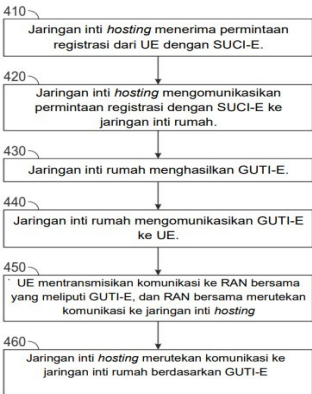 410
Jaringan inti hosting menerima permintaan
registrasi dari UE dengan SUCI-E.
420
Jaringan inti hosting mengomunikasikan
permintaan registrasi dengan SUCI-E ke
jaringan inti rumah.
430
Jaringan inti rumah menghasilkan GUTI-E.
440
Jaringan inti rumah mengomunikasikan GUTI-E
ke UE.
450
UE mentransmisikan komunikasi ke RAN bersama
yang meliputi GUTI-E, dan RAN bersama merutekan
komunikasi ke jaringan inti hosting
460
Jaringan inti hosting merutekan komunikasi ke
jaringan inti rumah berdasarkan GUTI-E